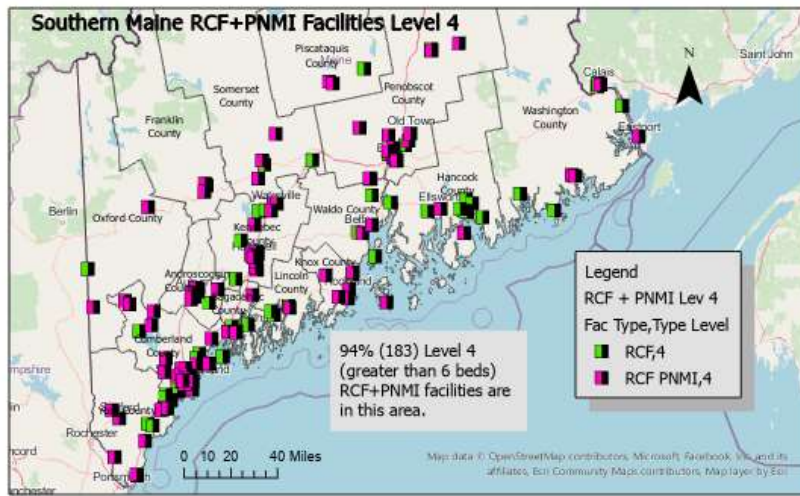 Southern Maine RCF+PNMI Facilities Level 4
Piscataquis
County
Saint John
N
Somerset
County
Penobscot
County
Calais
Franklin
County
Washington
County
Old Town
Eastport
Hancock
County
Waterville
Ellsworth
Berlin
Oxford County
Waldo County
Kennebec
County
Knox County
Lincoln
County
Androscoggin
County
Legend
RCF + PNMI Lev 4
Fac Type,Type Level
RCF,4
RCF PNMI,4
Cumberland
County
94% (183) Level 4
(greater than 6 beds)
RCF+PNMI facilities are
in this area.
County
Rochester
Portsmouth
0 10 20 40 Miles
Map data © OpenStreetMap contributors, Microsoft, Facebook, Inc. and its
affiliates, Esri Community Maps contributors, Map layer by Esri